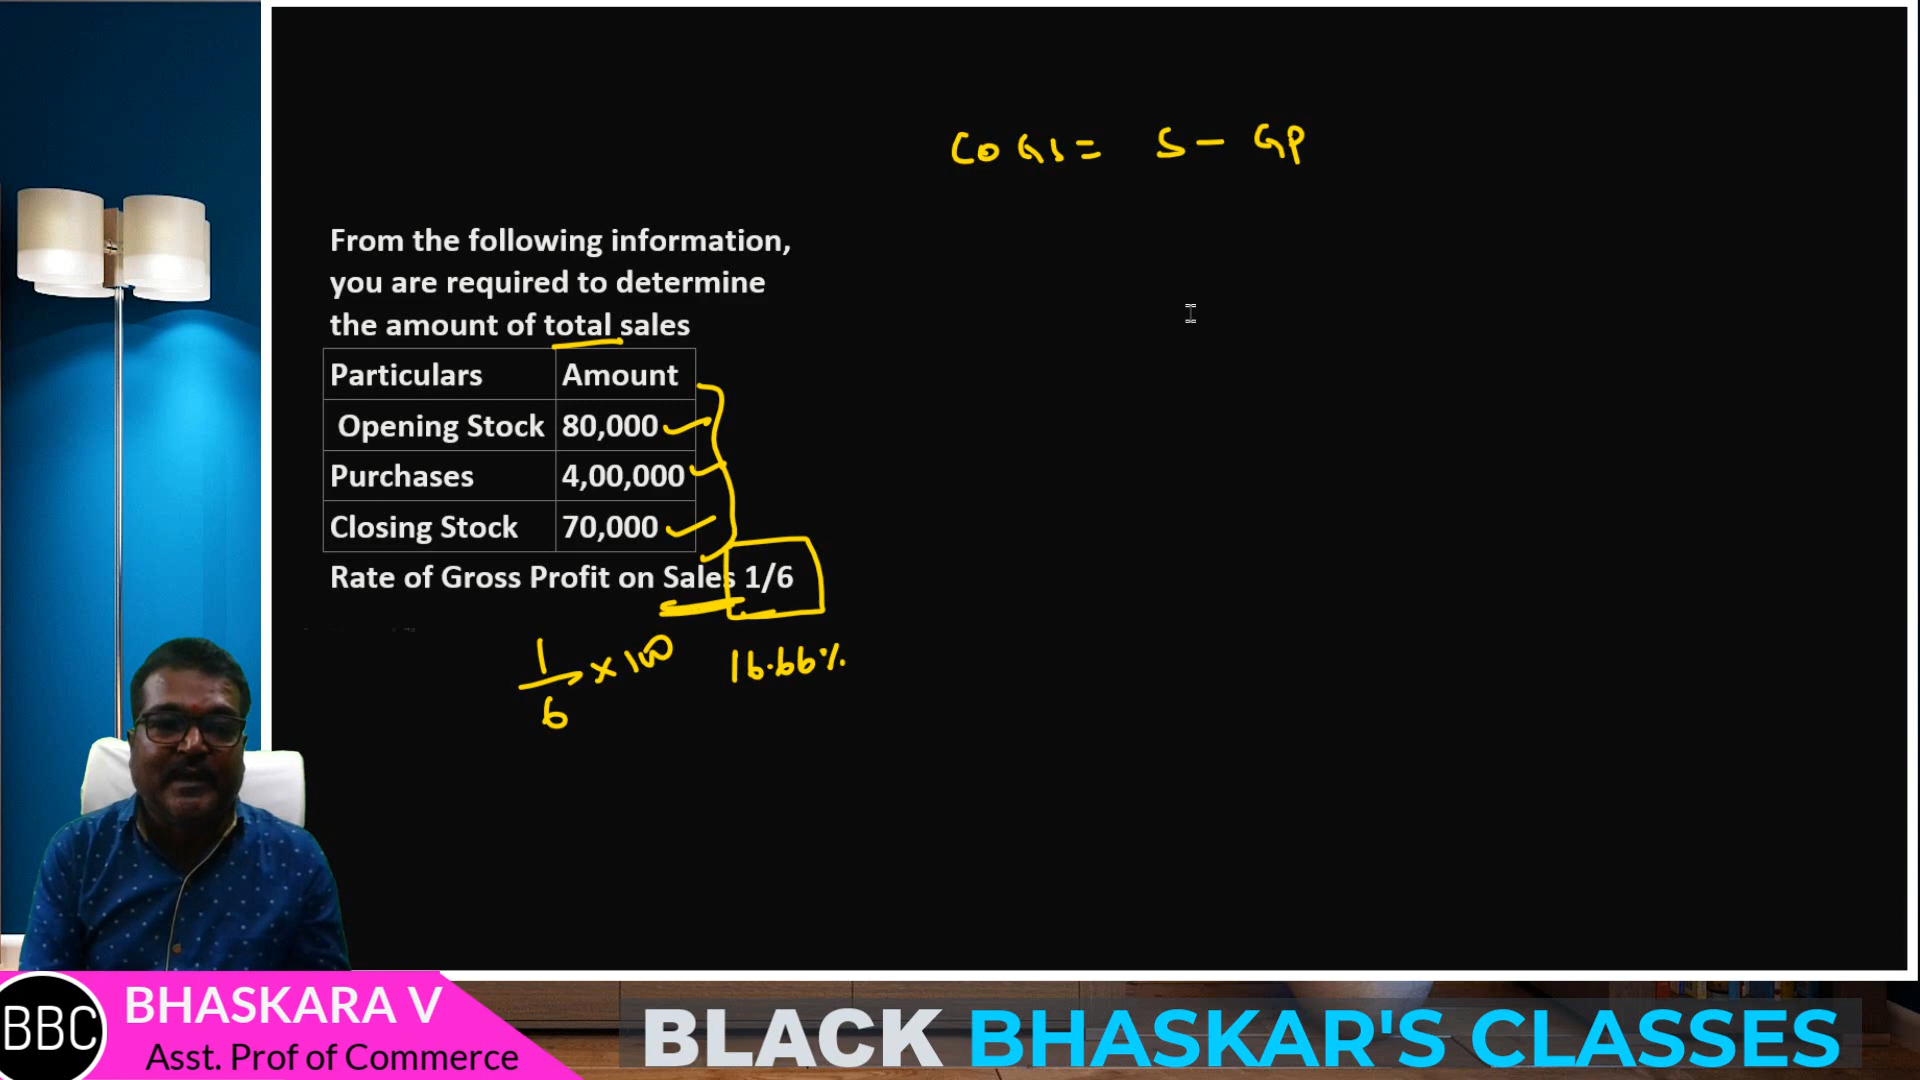 COGS = S - GP
From the following information,
you are required to determine
the amount of total sales
Particulars Amount
Opening Stock 80,000
Purchases 4,00,000
Closing Stock 70,000
Rate of Gross Profit on Sales 1/6
1/6 × 100 16.66%
BBC
BHASKARA V
Asst. Prof of Commerce
BLACK BHASKAR'S CLASSES